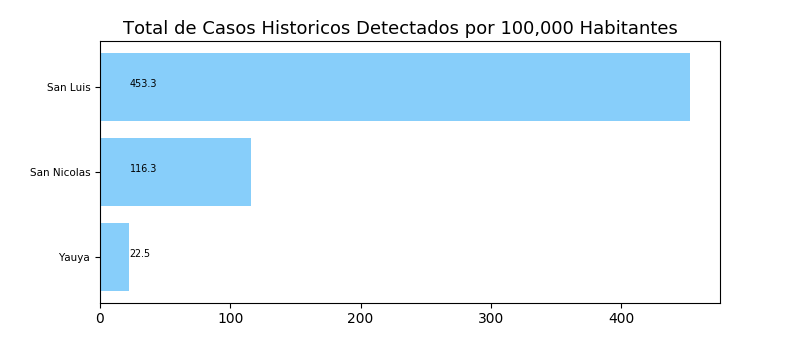 Total de Casos Historicos Detectados por 100,000 Habitantes
San Luis 453.3
San Nicolas 116.3
Yauya 22.5
0 100 200 300 400